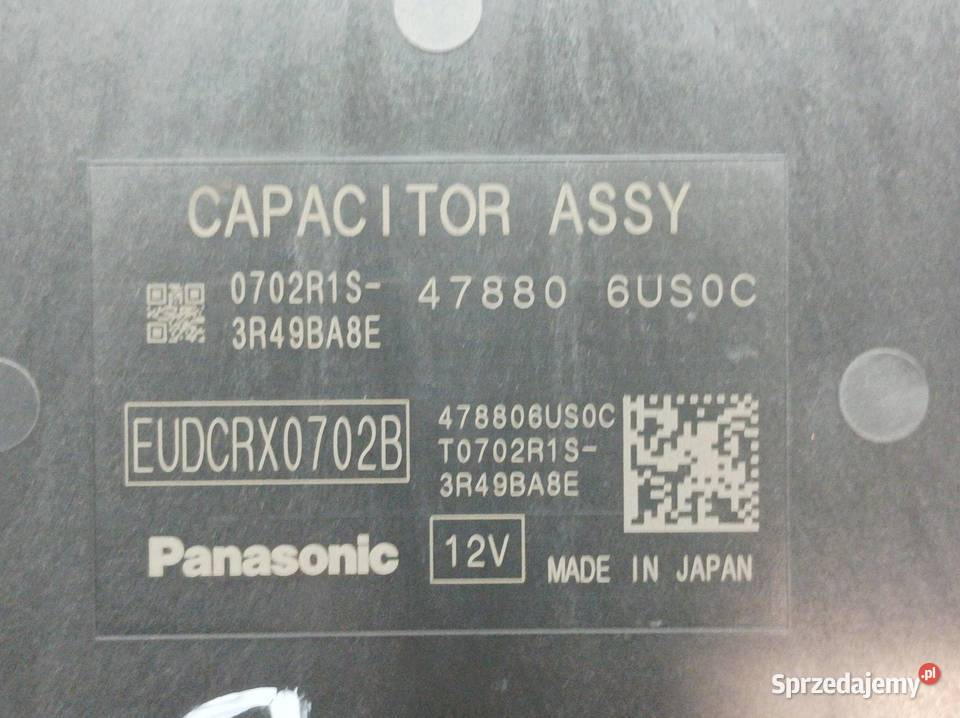 CAPACITOR ASSY
0702R1S- 47880 6US0C
3R49BA8E
EUDCRX0702B
478806US0C
T0702R1S-
3R49BA8E
Panasonic
12V
MADE IN JAPAN
Sprzedajemy.pl